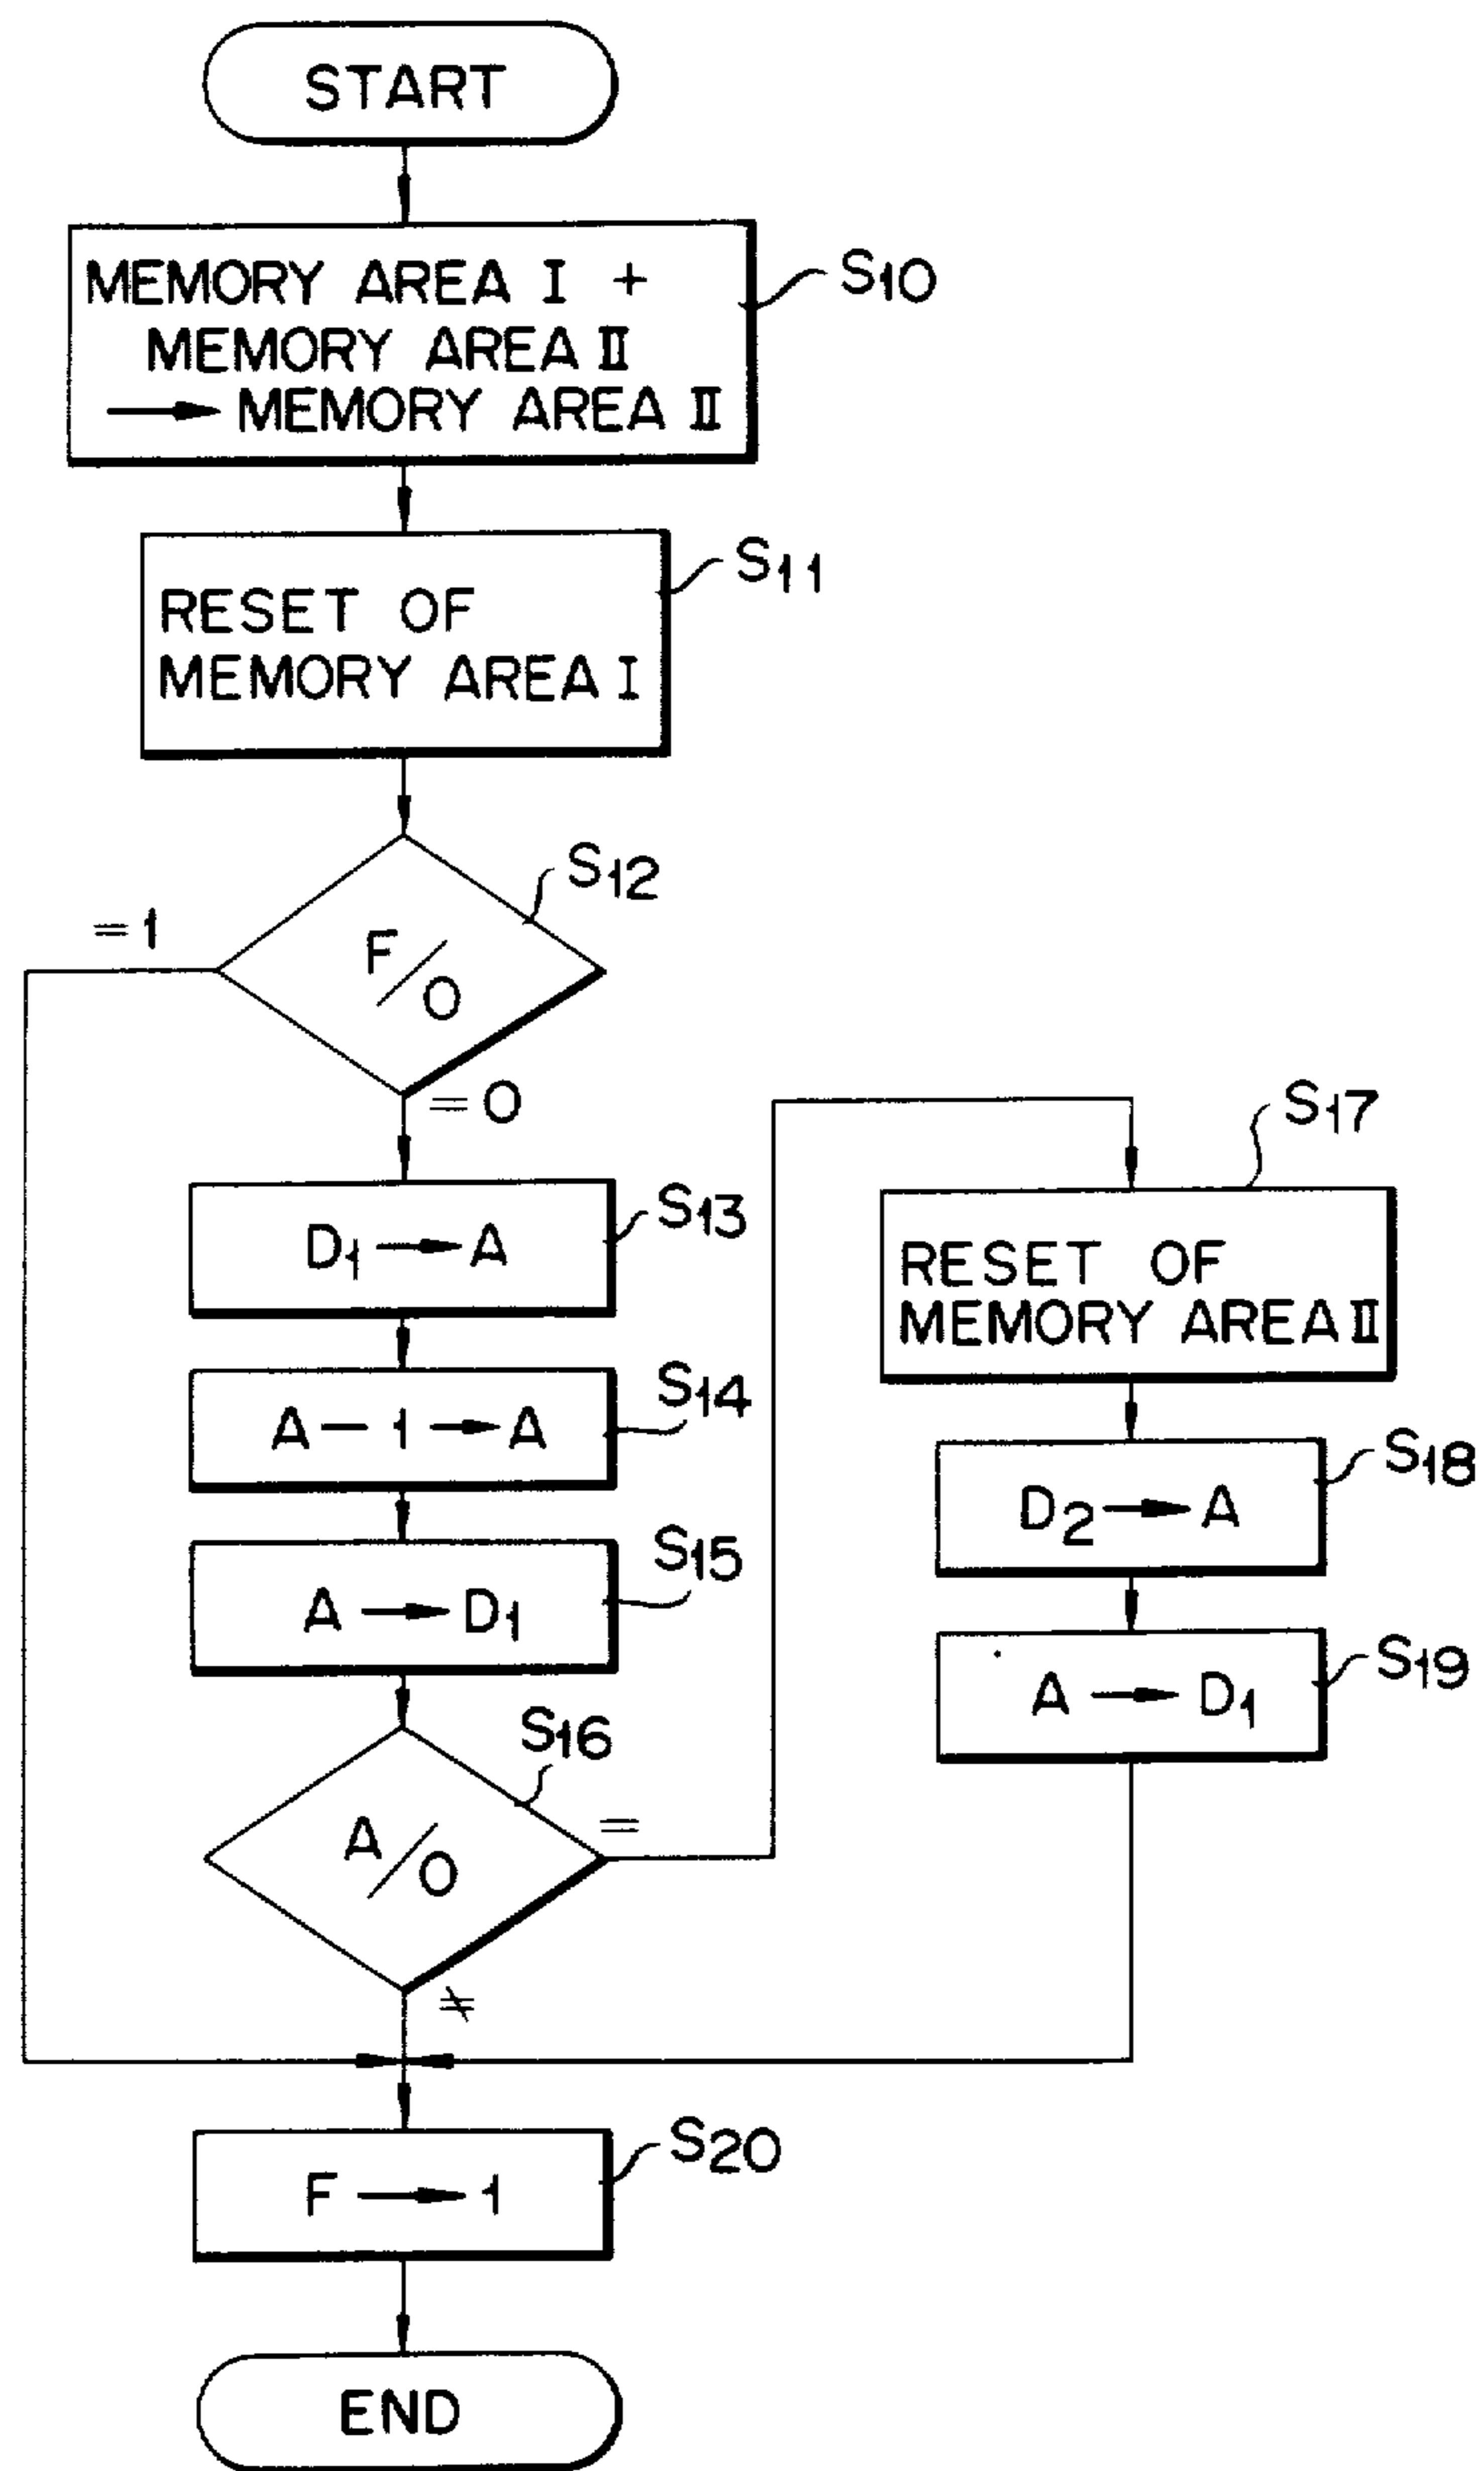 START
MEMORY AREA I +
MEMORY AREA II
→ MEMORY AREA II
S10
RESET OF
MEMORY AREA I
S11
S12
= 1
F/0
= 0
D1 → A
S13
A − 1 → A
S14
A → D1
S15
S16
A/0
=
≠
RESET OF
MEMORY AREA II
S17
D2 → A
S18
A → D1
S19
F → 1
S20
END